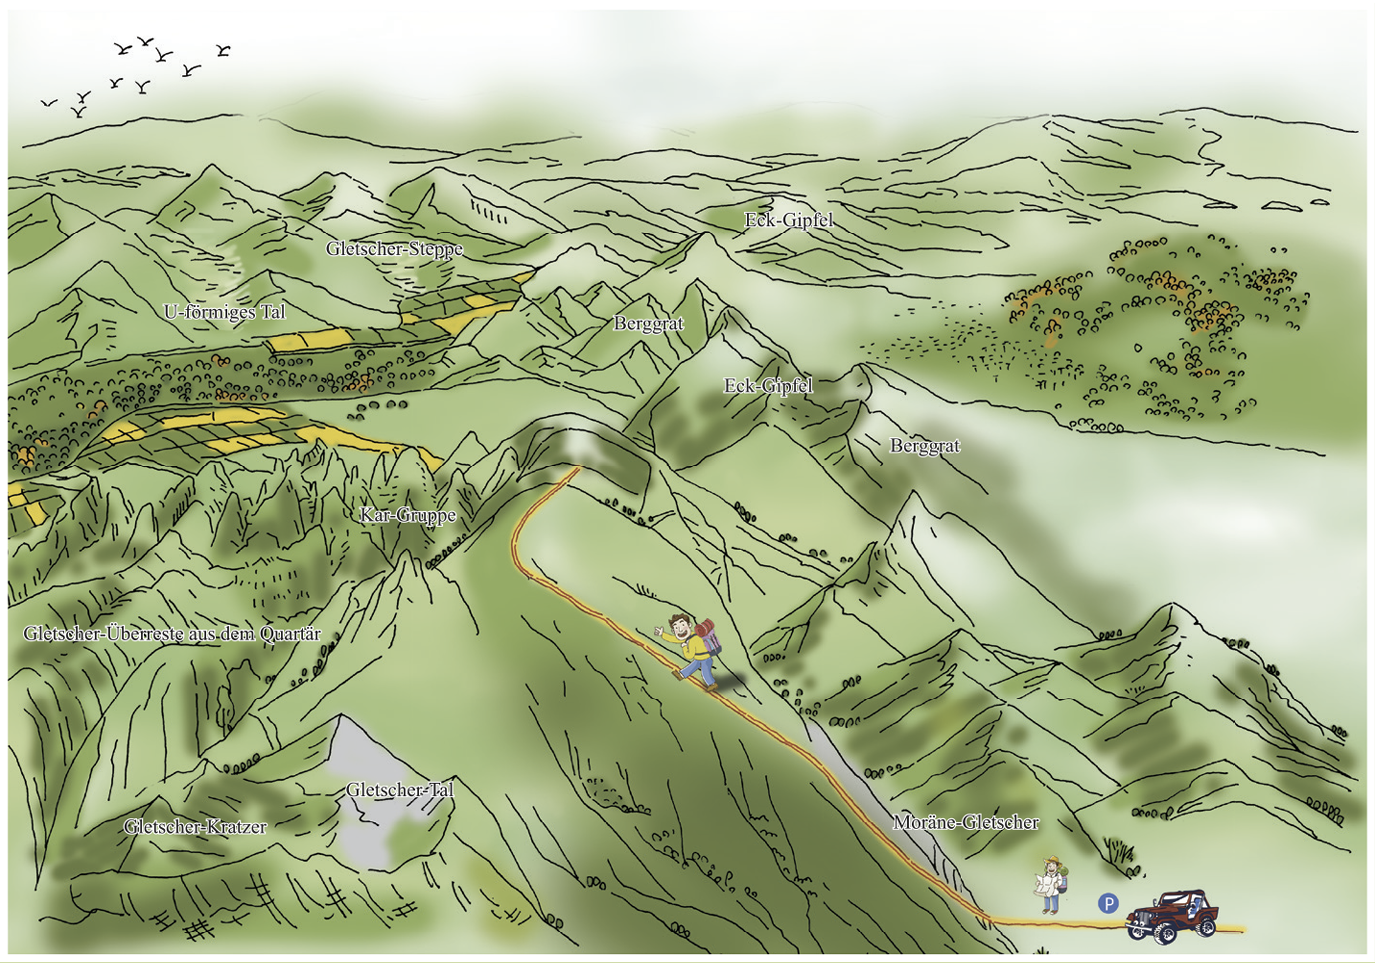 Eck-Gipfel
Gletscher-Steppe
U-förmiges Tal
Berggrat
Eck-Gipfel
Berggrat
Kar-Gruppe
Gletscher-Überreste aus dem Quartär
Gletscher-Tal
Gletscher-Kratzer
Moräne-Gletscher
P